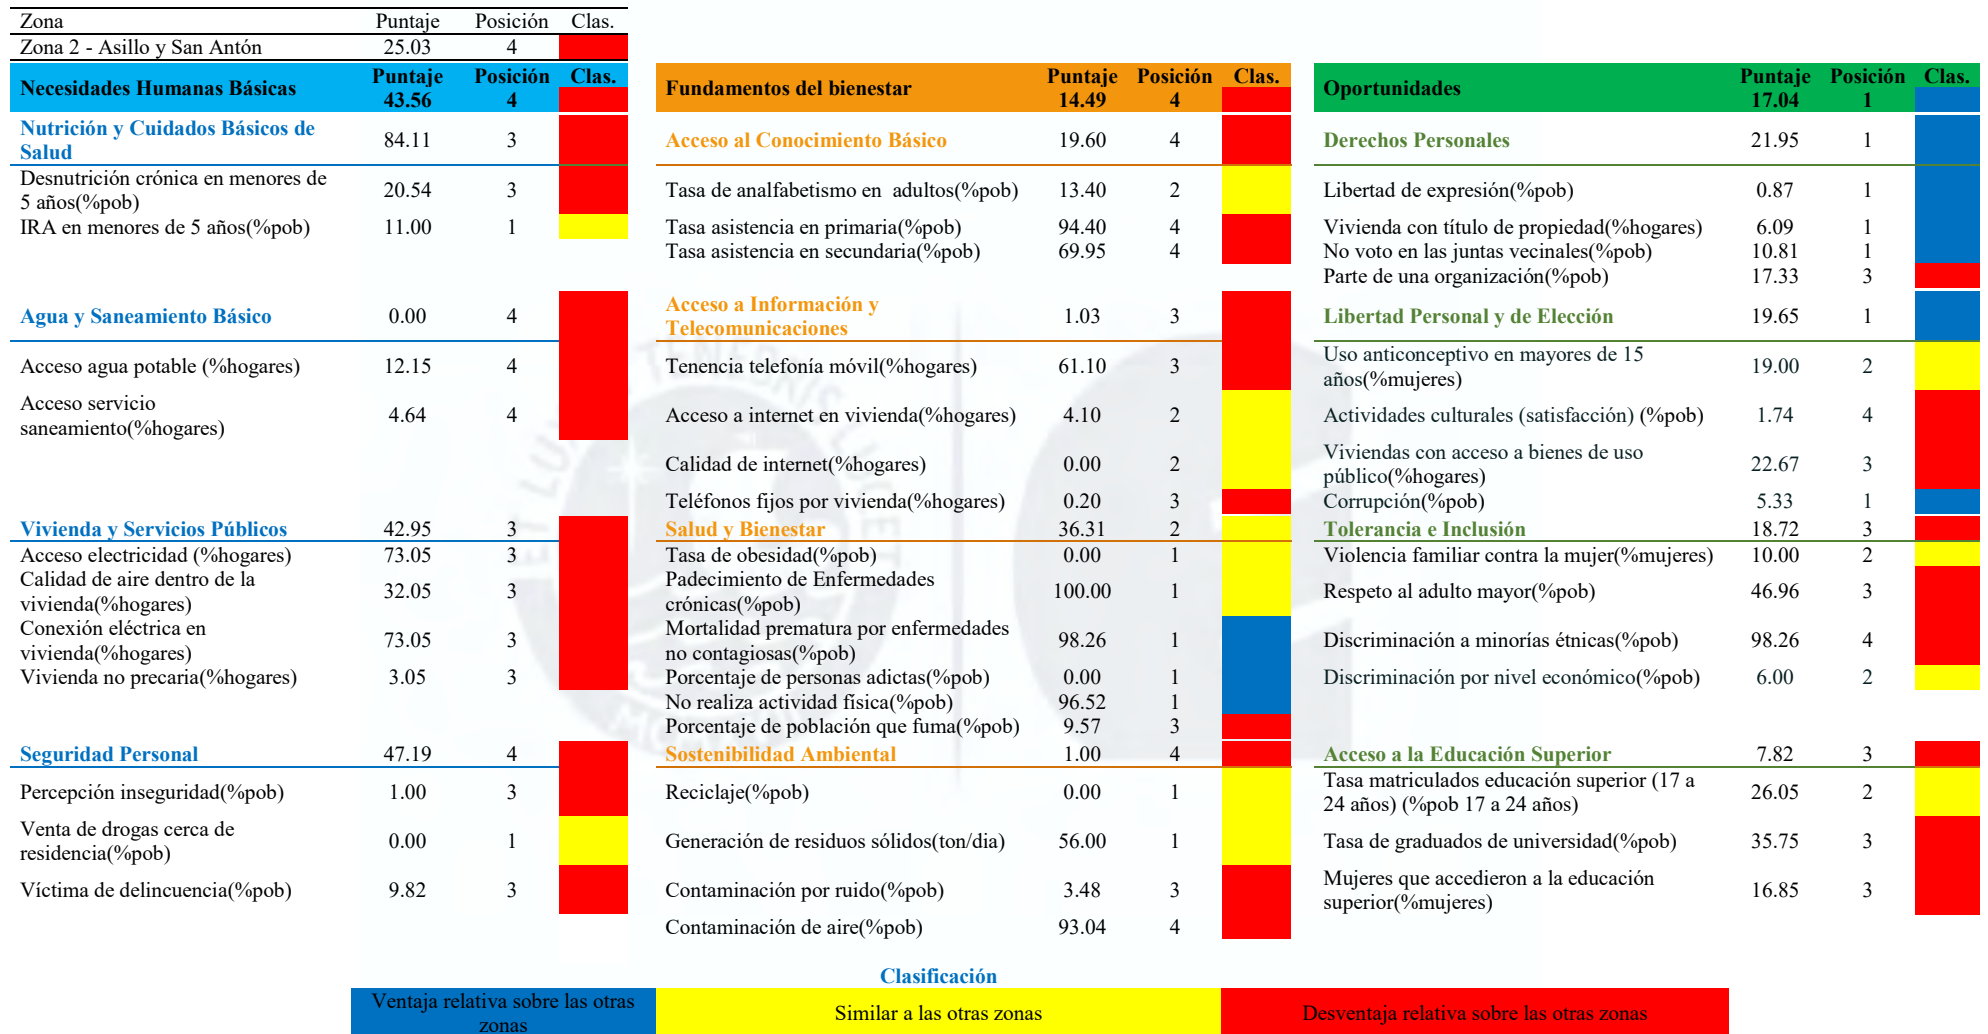 Zona Puntaje Posición Clas.
Zona 2 - Asillo y San Antón 25.03 4
Necesidades Humanas Básicas Puntaje Posición Clas.
43.56 4
Nutrición y Cuidados Básicos de
Salud 84.11 3
Desnutrición crónica en menores de
5 años(%pob) 20.54 3
IRA en menores de 5 años(%pob) 11.00 1
Agua y Saneamiento Básico 0.00 4
Acceso agua potable (%hogares) 12.15 4
Acceso servicio
saneamiento(%hogares) 4.64 4
Vivienda y Servicios Públicos 42.95 3
Acceso electricidad (%hogares) 73.05 3
Calidad de aire dentro de la
vivienda(%hogares) 32.05 3
Conexión eléctrica en
vivienda(%hogares) 73.05 3
Vivienda no precaria(%hogares) 3.05 3
Seguridad Personal 47.19 4
Percepción inseguridad(%pob) 1.00 3
Venta de drogas cerca de
residencia(%pob) 0.00 1
Víctima de delincuencia(%pob) 9.82 3
Fundamentos del bienestar Puntaje Posición Clas.
14.49 4
Acceso al Conocimiento Básico 19.60 4
Tasa de analfabetismo en adultos(%pob) 13.40 2
Tasa asistencia en primaria(%pob) 94.40 4
Tasa asistencia en secundaria(%pob) 69.95 4
Acceso a Información y
Telecomunicaciones 1.03 3
Tenencia telefonía móvil(%hogares) 61.10 3
Acceso a internet en vivienda(%hogares) 4.10 2
Calidad de internet(%hogares) 0.00 2
Teléfonos fijos por vivienda(%hogares) 0.20 3
Salud y Bienestar 36.31 2
Tasa de obesidad(%pob) 0.00 1
Padecimiento de Enfermedades
crónicas(%pob) 100.00 1
Mortalidad prematura por enfermedades
no contagiosas(%pob) 98.26 1
Porcentaje de personas adictas(%pob) 0.00 1
No realiza actividad física(%pob) 96.52 1
Porcentaje de población que fuma(%pob) 9.57 3
Sostenibilidad Ambiental 1.00 4
Reciclaje(%pob) 0.00 1
Generación de residuos sólidos(ton/dia) 56.00 1
Contaminación por ruido(%pob) 3.48 3
Contaminación de aire(%pob) 93.04 4
Oportunidades Puntaje Posición Clas.
17.04 1
Derechos Personales 21.95 1
Libertad de expresión(%pob) 0.87 1
Vivienda con título de propiedad(%hogares) 6.09 1
No voto en las juntas vecinales(%pob) 10.81 1
Parte de una organización(%pob) 17.33 3
Libertad Personal y de Elección 19.65 1
Uso anticonceptivo en mayores de 15
años(%mujeres) 19.00 2
Actividades culturales (satisfacción) (%pob) 1.74 4
Viviendas con acceso a bienes de uso
público(%hogares) 22.67 3
Corrupción(%pob) 5.33 1
Tolerancia e Inclusión 18.72 3
Violencia familiar contra la mujer(%mujeres) 10.00 2
Respeto al adulto mayor(%pob) 46.96 3
Discriminación a minorías étnicas(%pob) 98.26 4
Discriminación por nivel económico(%pob) 6.00 2
Acceso a la Educación Superior 7.82 3
Tasa matriculados educación superior (17 a
24 años) (%pob 17 a 24 años) 26.05 2
Tasa de graduados de universidad(%pob) 35.75 3
Mujeres que accedieron a la educación
superior(%mujeres) 16.85 3
Clasificación
Ventaja relativa sobre las otras
zonas
Similar a las otras zonas
Desventaja relativa sobre las otras zonas